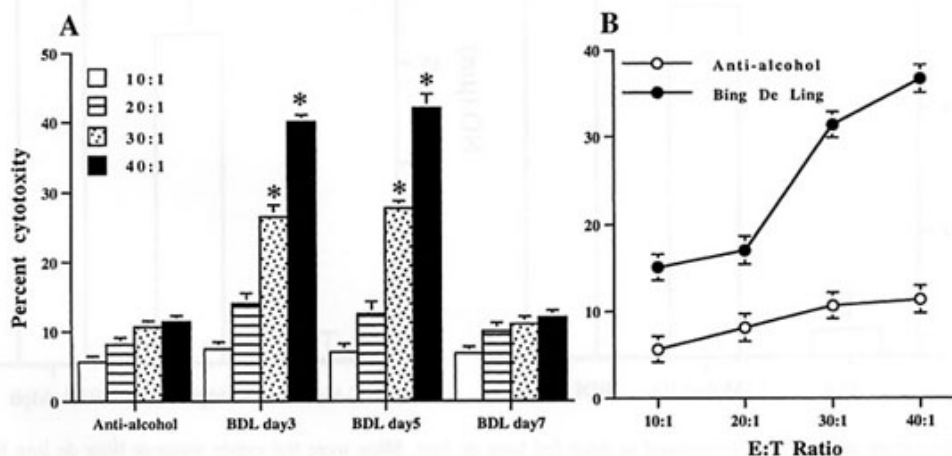 A
50
40
30
20
10
0
Percent cytotoxity
10:1
20:1
30:1
40:1
*
*
*
*
Anti-alcohol
BDL day3
BDL day5
BDL day7
B
40
30
20
10
0
Anti-alcohol
Bing De Ling
10:1
20:1
30:1
40:1
E:T Ratio